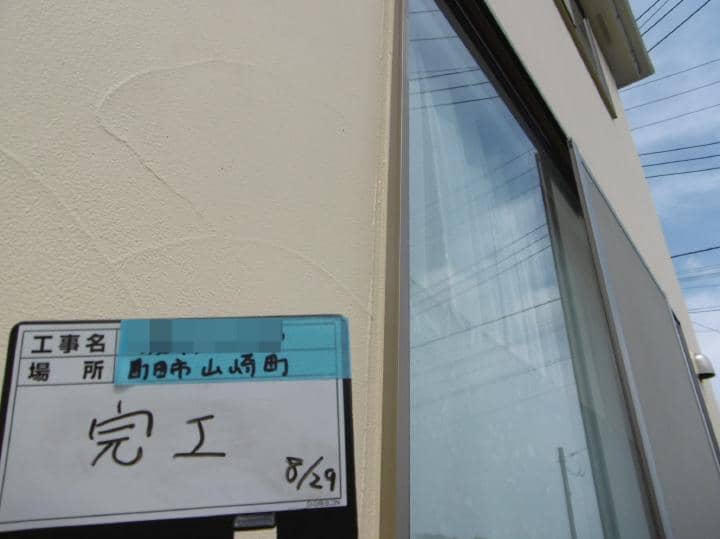 工事名
場所 町田市山崎町
完工
8/29